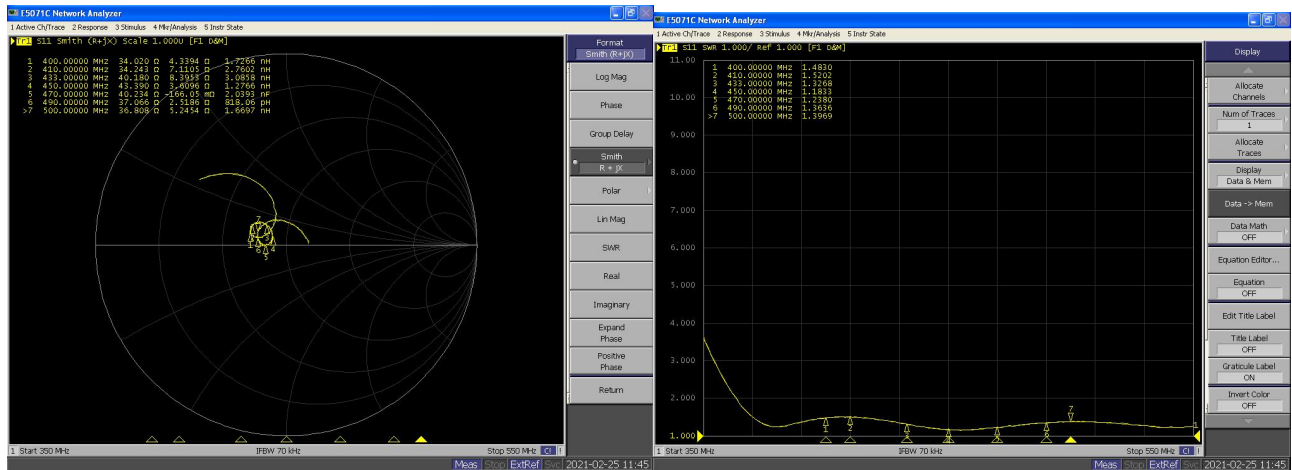 E5071C Network Analyzer
1 Active Ch/Trace 2 Response 3 Stimulus 4 Mkr/Analysis 5 Instr State
Tr1 S11 Smith (R+jX) Scale 1.000U [F1 D&M]
1 400.00000 MHz 34.020 Ω 4.3394 Ω 1.7266 nH
2 410.00000 MHz 34.243 Ω 7.1105 Ω 2.7602 nH
3 433.00000 MHz 40.180 Ω 8.3953 Ω 3.0858 nH
4 450.00000 MHz 43.390 Ω 3.6096 Ω 1.2766 nH
5 470.00000 MHz 40.234 Ω -166.05 mΩ 2.0393 nF
6 490.00000 MHz 37.066 Ω 2.5186 Ω 818.06 pH
>7 500.00000 MHz 36.808 Ω 5.2454 Ω 1.6697 nH
7
1
6
3
4
5
Format
Smith (R+jX)
Log Mag
Phase
Group Delay
Smith
R + jX
Polar
Lin Mag
SWR
Real
Imaginary
Expand
Phase
Positive
Phase
Return
1 Start 350 MHz IFBW 70 kHz Stop 550 MHz C! !
Meas Stop ExtRef Svc 2021-02-25 11:45
E5071C Network Analyzer
1 Active Ch/Trace 2 Response 3 Stimulus 4 Mkr/Analysis 5 Instr State
Tr1 S11 SWR 1.000/ Ref 1.000 [F1 D&M]
11.00
10.00
9.000
8.000
7.000
6.000
5.000
4.000
3.000
2.000
1.000
1 400.00000 MHz 1.4830
2 410.00000 MHz 1.5202
3 433.00000 MHz 1.3268
4 450.00000 MHz 1.1833
5 470.00000 MHz 1.2380
6 490.00000 MHz 1.3636
>7 500.00000 MHz 1.3969
1
2
3
4
5
6
7
1
Display
Allocate
Channels
Num of Traces
1
Allocate
Traces
Display
Data & Mem
Data -> Mem
Data Math
OFF
Equation Editor...
Equation
OFF
Edit Title Label
Title Label
OFF
Graticule Label
ON
Invert Color
OFF
1 Start 350 MHz IFBW 70 kHz Stop 550 MHz C! !
Meas Stop ExtRef Svc 2021-02-25 11:45